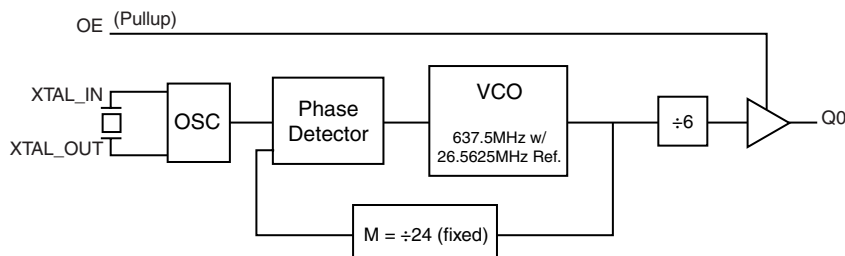 OE (Pullup)
XTAL_IN
OSC
XTAL_OUT
Phase
Detector
VCO
637.5MHz w/
26.5625MHz Ref.
÷6
Q0
M = ÷24 (fixed)